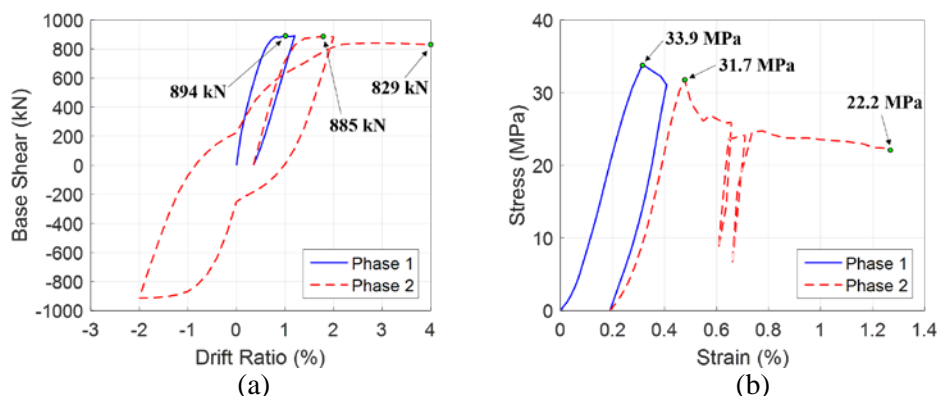 1000
800
600
400
200
0
-200
-400
-600
-800
-1000
Base Shear (kN)
894 kN
885 kN
829 kN
Phase 1
Phase 2
-3 -2 -1 0 1 2 3 4
Drift Ratio (%)
(a)
40
30
20
10
0
Stress (MPa)
33.9 MPa
31.7 MPa
22.2 MPa
Phase 1
Phase 2
0 0.2 0.4 0.6 0.8 1 1.2 1.4
Strain (%)
(b)